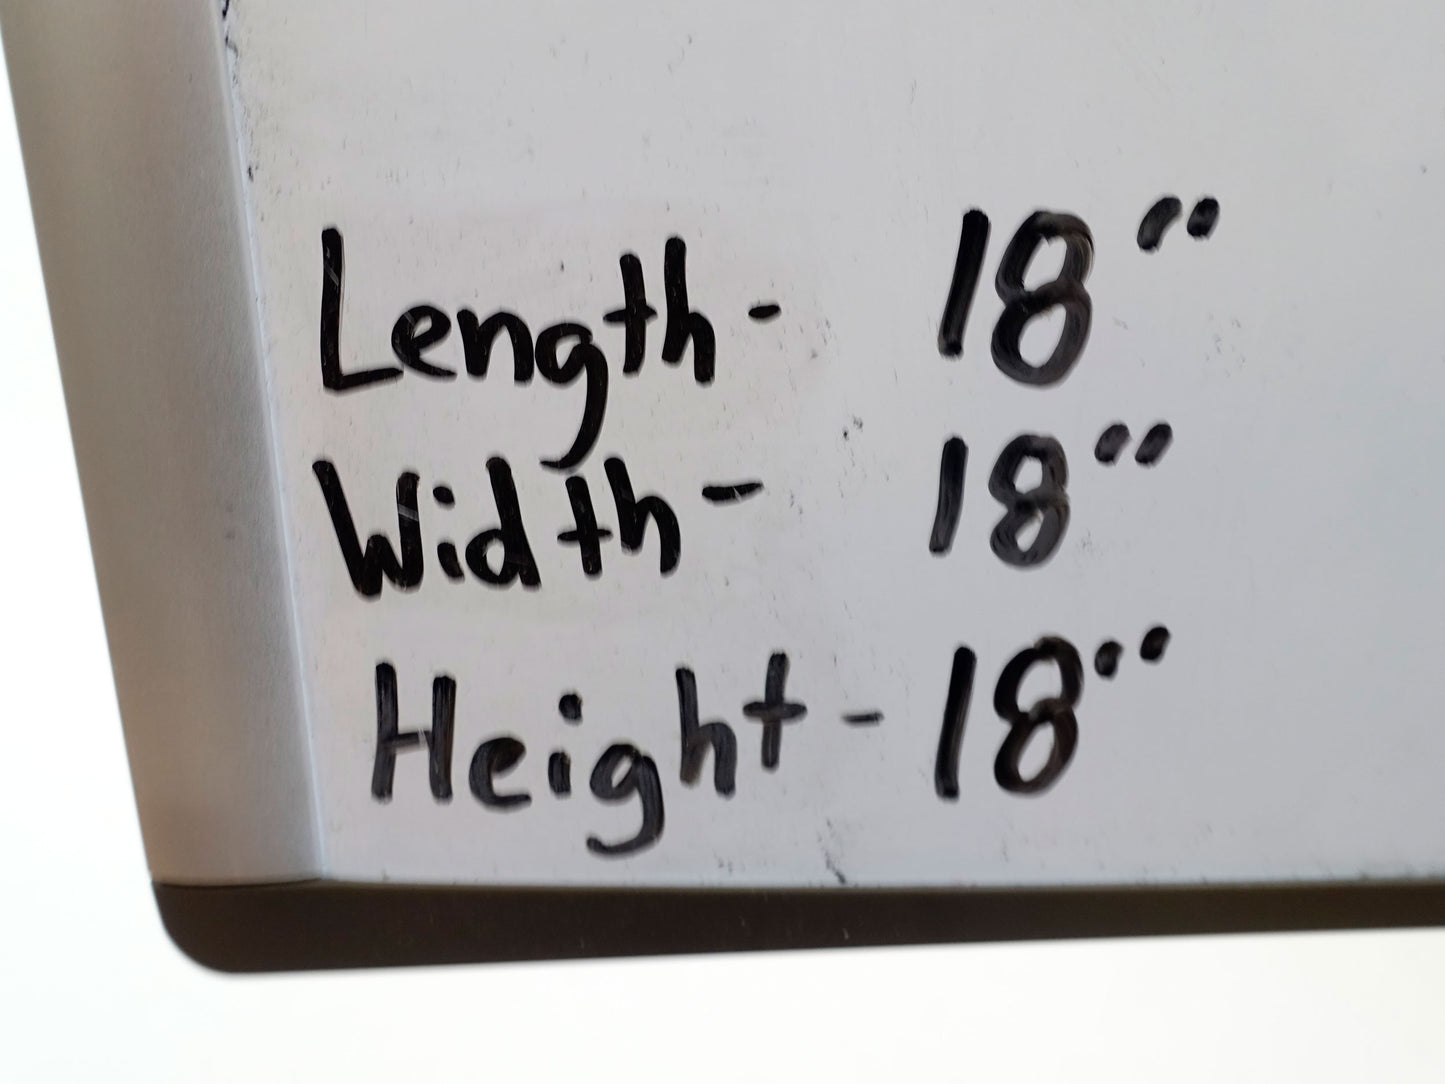 Length- 18"
Width- 18"
Height- 18"